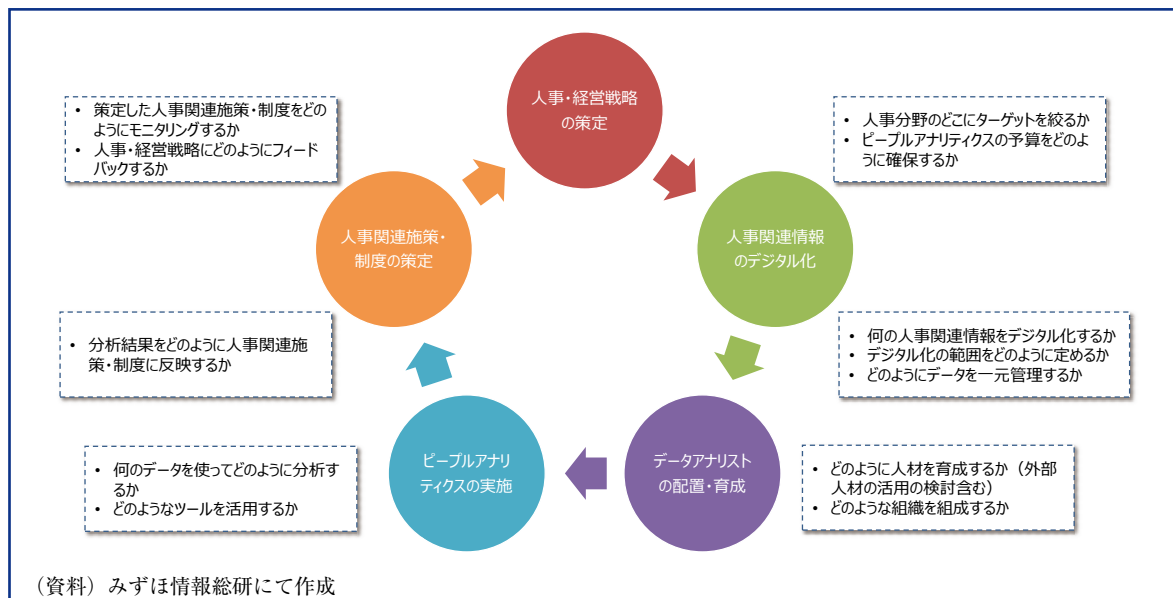 人事・経営戦略
の策定
• 策定した人事関連施策・制度をどの
ようにモニタリングするか
• 人事・経営戦略にどのようにフィード
バックするか
• 人事分野のどこにターゲットを絞るか
• ピープルアナリティクスの予算をどのよ
うに確保するか
人事関連施策・
制度の策定
人事関連情報
のデジタル化
• 分析結果をどのように人事関連施
策・制度に反映するか
• 何の人事関連情報をデジタル化するか
• デジタル化の範囲をどのように定めるか
• どのようにデータを一元管理するか
ピープルアナリ
ティクスの実施
データアナリスト
の配置・育成
• 何のデータを使ってどのように分析す
るか
• どのようなツールを活用するか
• どのように人材を育成するか（外部
人材の活用の検討含む）
• どのような組織を組成するか
（資料）みずほ情報総研にて作成